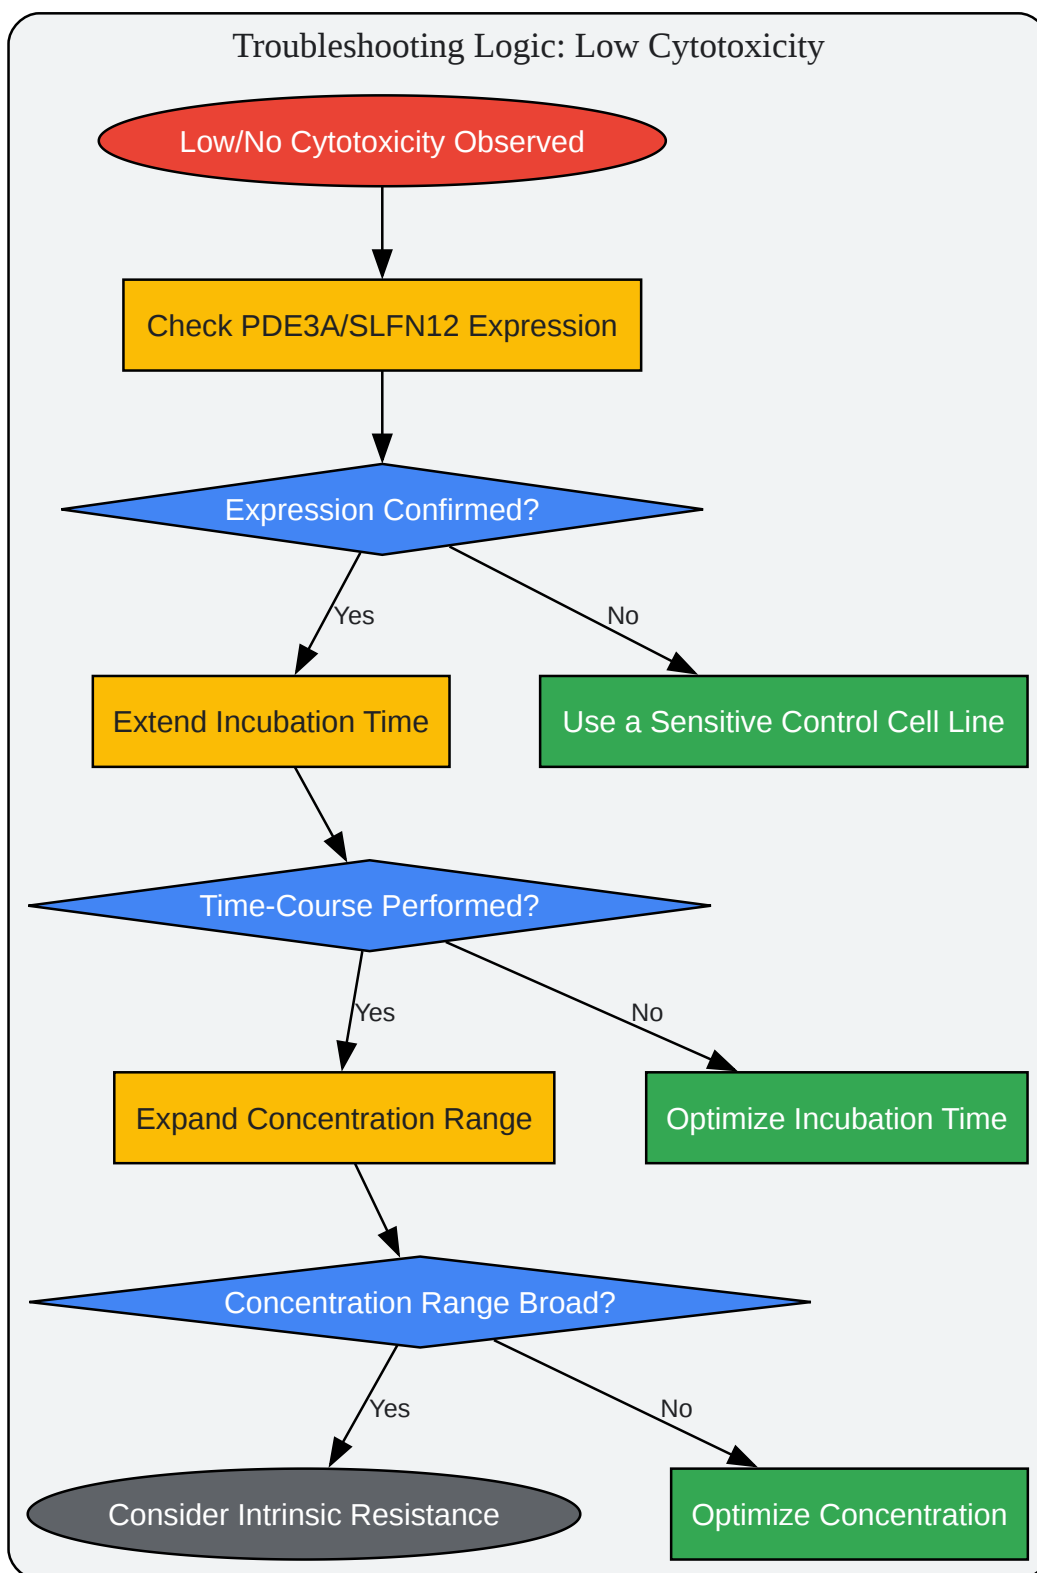 Troubleshooting Logic: Low Cytotoxicity
Low/No Cytotoxicity Observed
Check PDE3A/SLFN12 Expression
Expression Confirmed?
Yes
No
Extend Incubation Time
Use a Sensitive Control Cell Line
Time-Course Performed?
Yes
No
Expand Concentration Range
Optimize Incubation Time
Concentration Range Broad?
Yes
No
Consider Intrinsic Resistance
Optimize Concentration